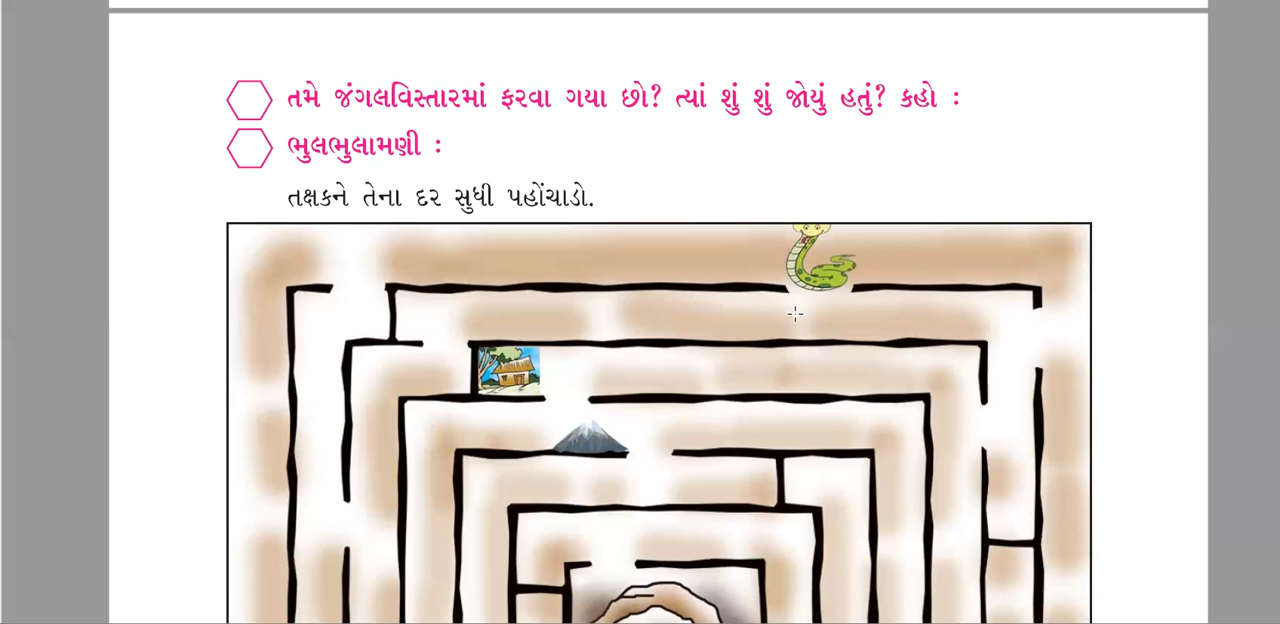 તમે જંગલવિસ્તારમાં ફરવા ગયા છો? ત્યાં શું શું જોયું હતું? કહો :
ભુલભુલામણી :
તક્ષકને તેના દર સુધી પહોંચાડો.